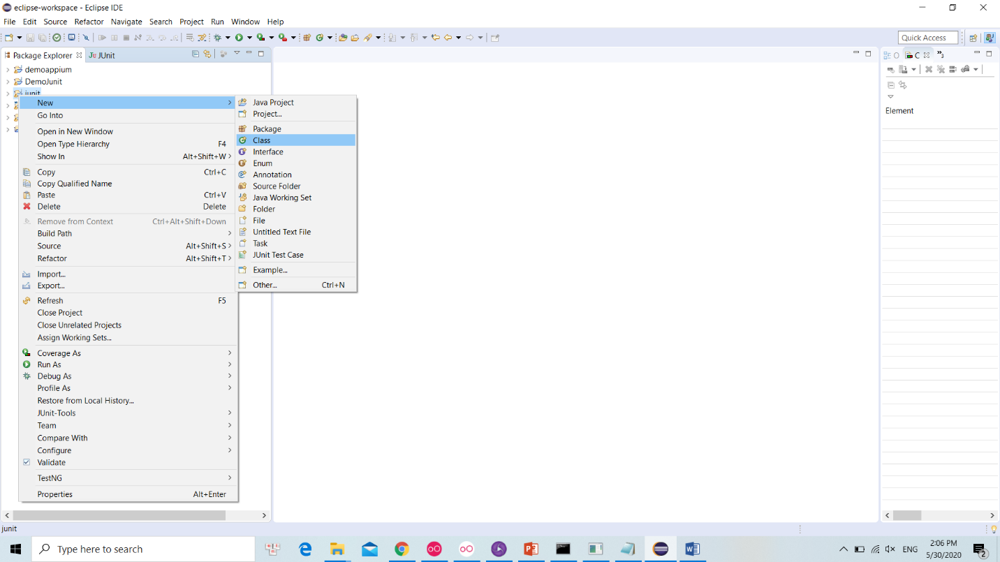 eclipse-workspace - Eclipse IDE
File Edit Source Refactor Navigate Search Project Run Window Help
Quick Access
Package Explorer
JUnit
demoappium
DemoJunit
junit
New
Go Into
Open in New Window
Open Type Hierarchy F4
Show In Alt+Shift+W
Copy Ctrl+C
Copy Qualified Name
Paste Ctrl+V
Delete Delete
Remove from Context Ctrl+Alt+Shift+Down
Build Path
Source Alt+Shift+S
Refactor Alt+Shift+T
Import...
Export...
Refresh F5
Close Project
Close Unrelated Projects
Assign Working Sets...
Coverage As
Run As
Debug As
Profile As
Restore from Local History...
JUnit-Tools
Team
Compare With
Configure
Validate
TestNG
Properties Alt+Enter
Java Project
Project...
Package
Class
Interface
Enum
Annotation
Source Folder
Java Working Set
Folder
File
Untitled Text File
Task
JUnit Test Case
Example...
Other... Ctrl+N
O C 3
Element
junit
Type here to search
ENG
2:06 PM
5/30/2020
2